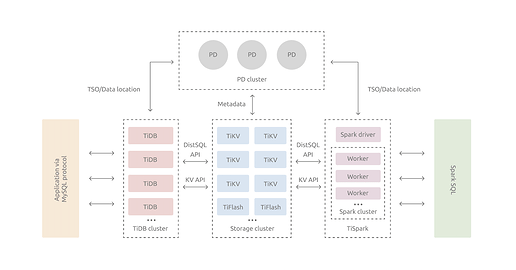 PD
PD
PD
PD cluster
TSO/Data location
TSO/Data location
Metadata
Application via
MySQL protocol
TiDB
TiDB
TiDB
TiDB
TiDB cluster
DistSQL
API
KV API
TiKV
TiKV
TiKV
TiKV
TiKV
TiKV
TiFlash
TiFlash
Storage cluster
DistSQL
API
KV API
Spark driver
Worker
Worker
Worker
Spark cluster
TiSpark
Spark SQL